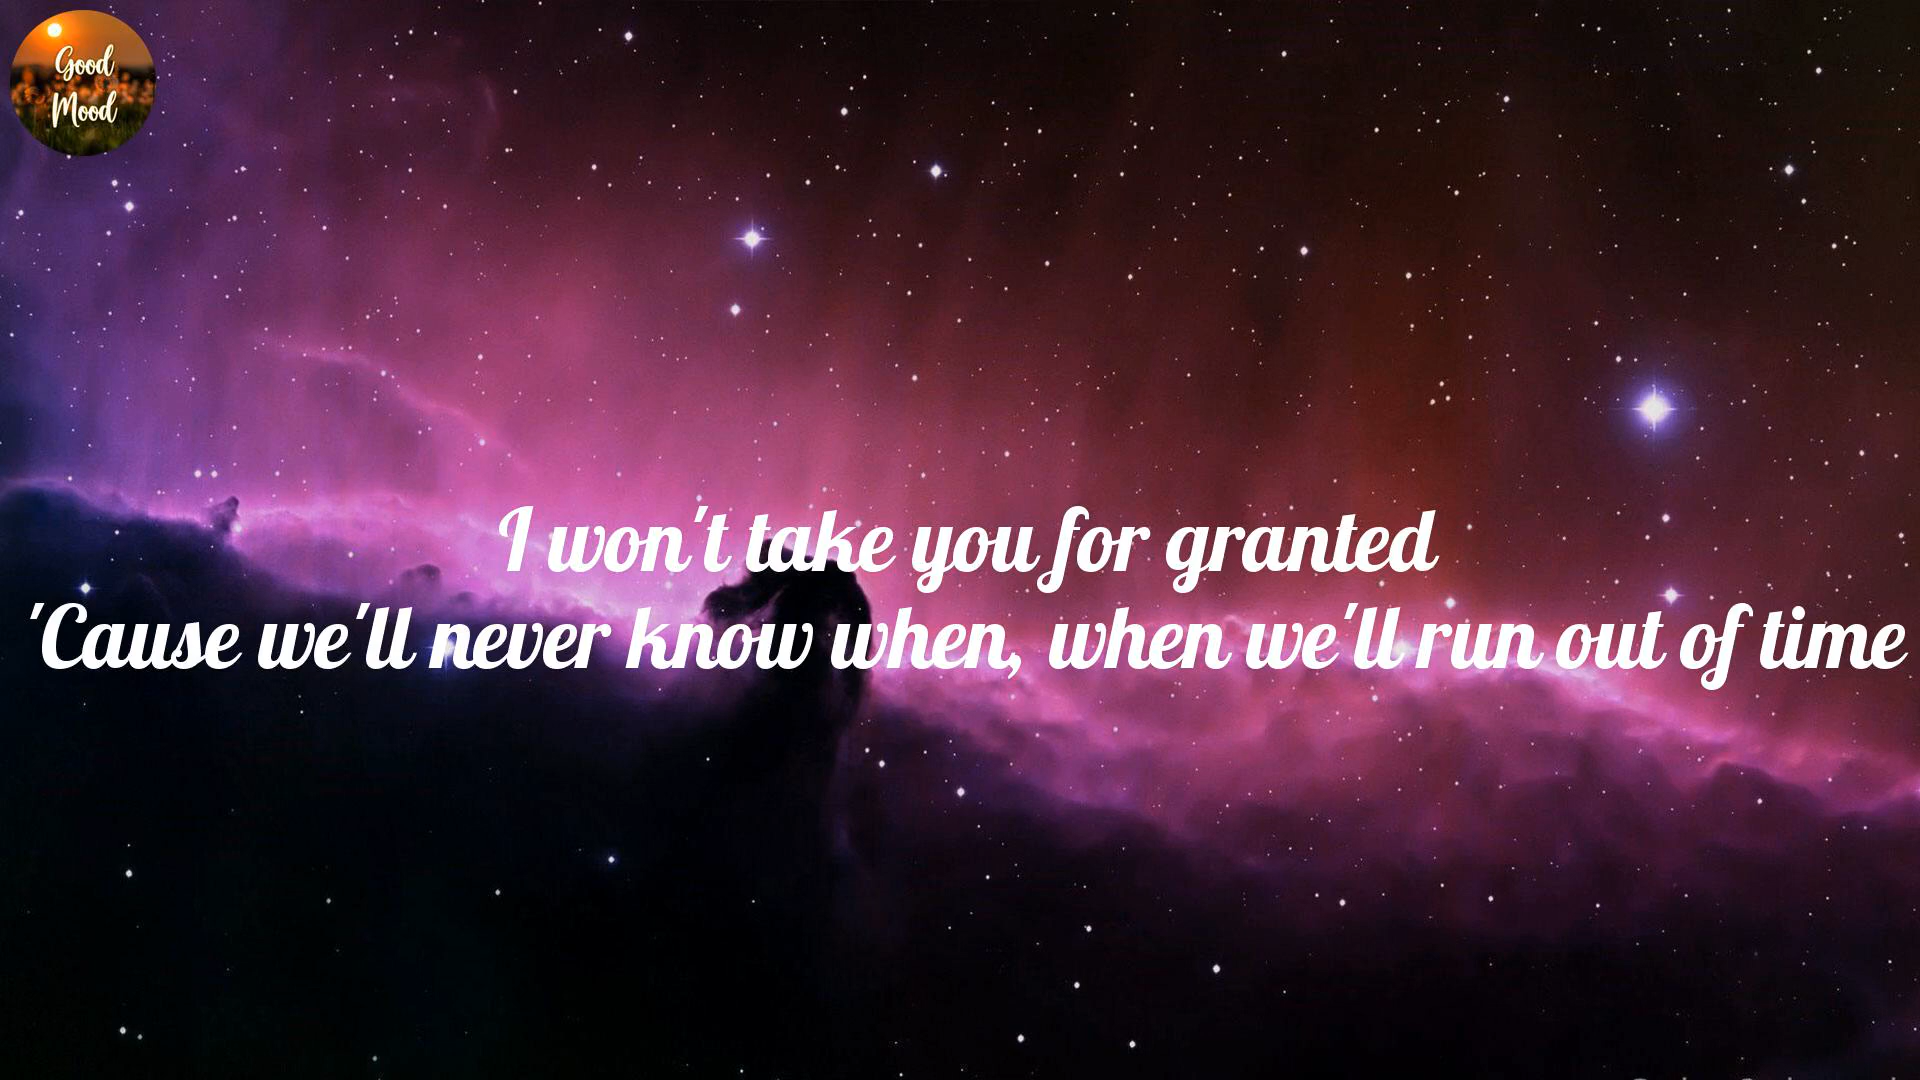 Good
Mood
I won't take you for granted
'Cause we'll never know when, when we'll run out of time